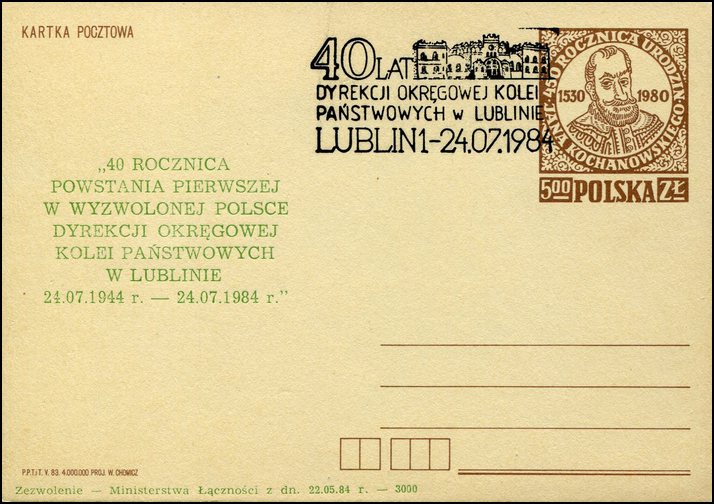 KARTKA POCZTOWA
40 LAT
DYREKCJI OKRĘGOWEJ KOLEI
PAŃSTWOWYCH w LUBLINIE
LUBLIN 1-24.07.1984
450 ROCZNICA URODZIN
JANA KOCHANOWSKIEGO
1530 1980
5,00 POLSKA ZŁ
„40 ROCZNICA
POWSTANIA PIERWSZEJ
W WYZWOLONEJ POLSCE
DYREKCJI OKRĘGOWEJ
KOLEI PAŃSTWOWYCH
W LUBLINIE
24.07.1944 r. — 24.07.1984 r.”
P.P.T.iT. V. 83. 4.000.000 PROJ. W. CHOMICZ
Zezwolenie — Ministerstwa Łączności z dn. 22.05.84 r. — 3000